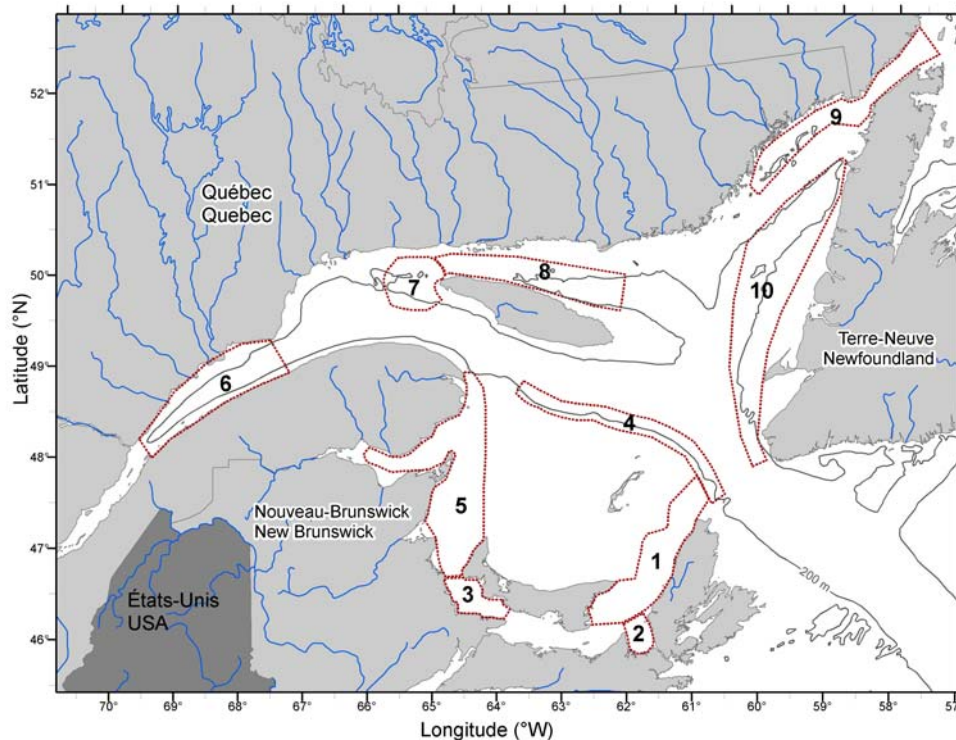 52°
51°
50°
49°
48°
47°
46°
Latitude (°N)
Québec
Quebec
9
8
7
10
Terre-Neuve
Newfoundland
6
4
Nouveau-Brunswick
New Brunswick
5
1
200 m
3
États-Unis
USA
2
70° 69° 68° 67° 66° 65° 64° 63° 62° 61° 60° 59° 58° 57
Longitude (°W)